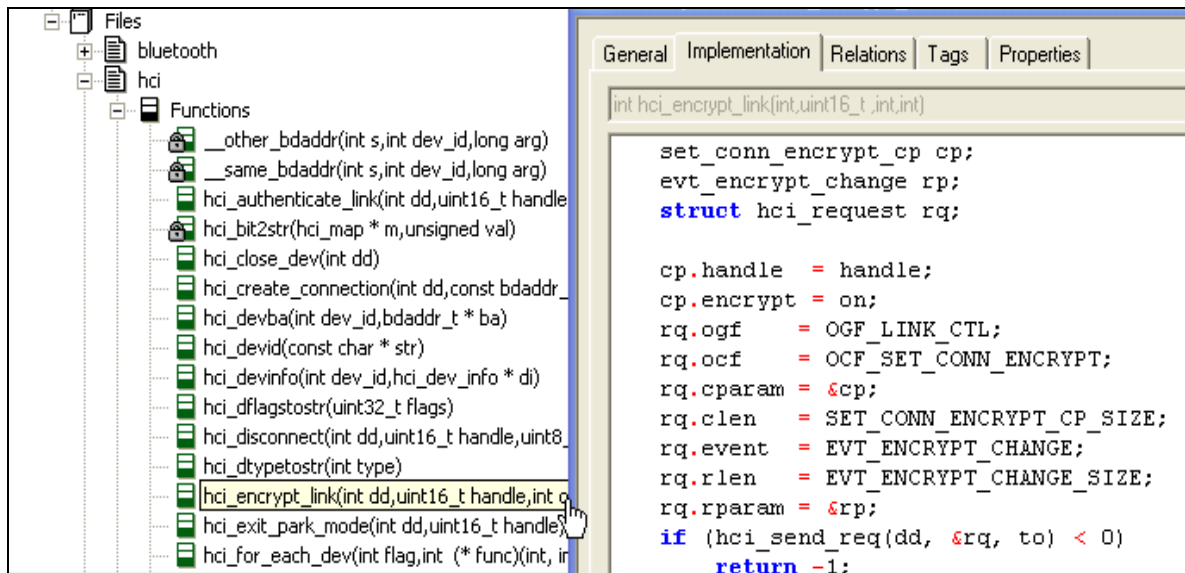 Files
bluetooth
hci
Functions
__other_bdaddr(int s,int dev_id,long arg)
__same_bdaddr(int s,int dev_id,long arg)
hci_authenticate_link(int dd,uint16_t handle
hci_bit2str(hci_map * m,unsigned val)
hci_close_dev(int dd)
hci_create_connection(int dd,const bdaddr_
hci_devba(int dev_id,bdaddr_t * ba)
hci_devid(const char * str)
hci_devinfo(int dev_id,hci_dev_info * di)
hci_dflagstostr(uint32_t flags)
hci_disconnect(int dd,uint16_t handle,uint8_
hci_dtypetostr(int type)
hci_encrypt_link(int dd,uint16_t handle,int
hci_exit_park_mode(int dd,uint16_t handle)
hci_for_each_dev(int flag,int (* func)(int,
General Implementation Relations Tags Properties
int hci_encrypt_link(int,uint16_t ,int,int)
set_conn_encrypt_cp cp;
evt_encrypt_change rp;
struct hci_request rq;
cp.handle = handle;
cp.encrypt = on;
rq.ogf = OGF_LINK_CTL;
rq.ocf = OCF_SET_CONN_ENCRYPT;
rq.cparam = &cp;
rq.clen = SET_CONN_ENCRYPT_CP_SIZE;
rq.event = EVT_ENCRYPT_CHANGE;
rq.rlen = EVT_ENCRYPT_CHANGE_SIZE;
rq.rparam = &rp;
if (hci_send_req(dd, &rq, to) < 0)
return -1;